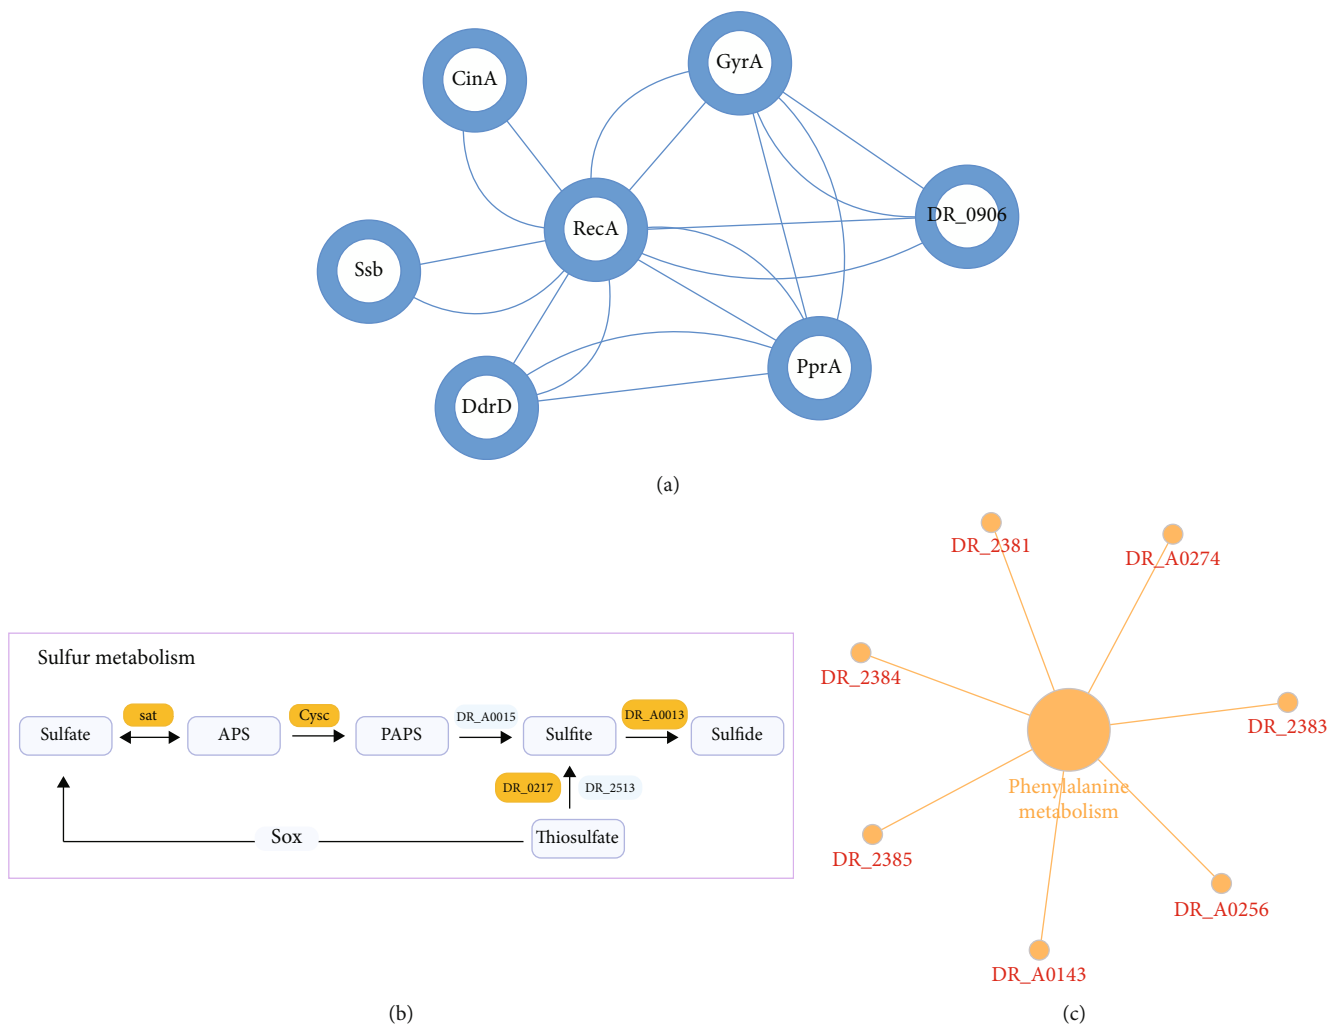 CinA
GyrA
RecA
DR_0906
Ssb
PprA
DdrD
(a)
Sulfur metabolism
sat
Cysc
DR_A0015
DR_A0013
Sulfate
APS
PAPS
Sulfite
Sulfide
DR_0217
DR_2513
Sox
Thiosulfate
(b)
DR_2381
DR_A0274
DR_2384
DR_2383
Phenylalanine
metabolism
DR_2385
DR_A0256
DR_A0143
(c)